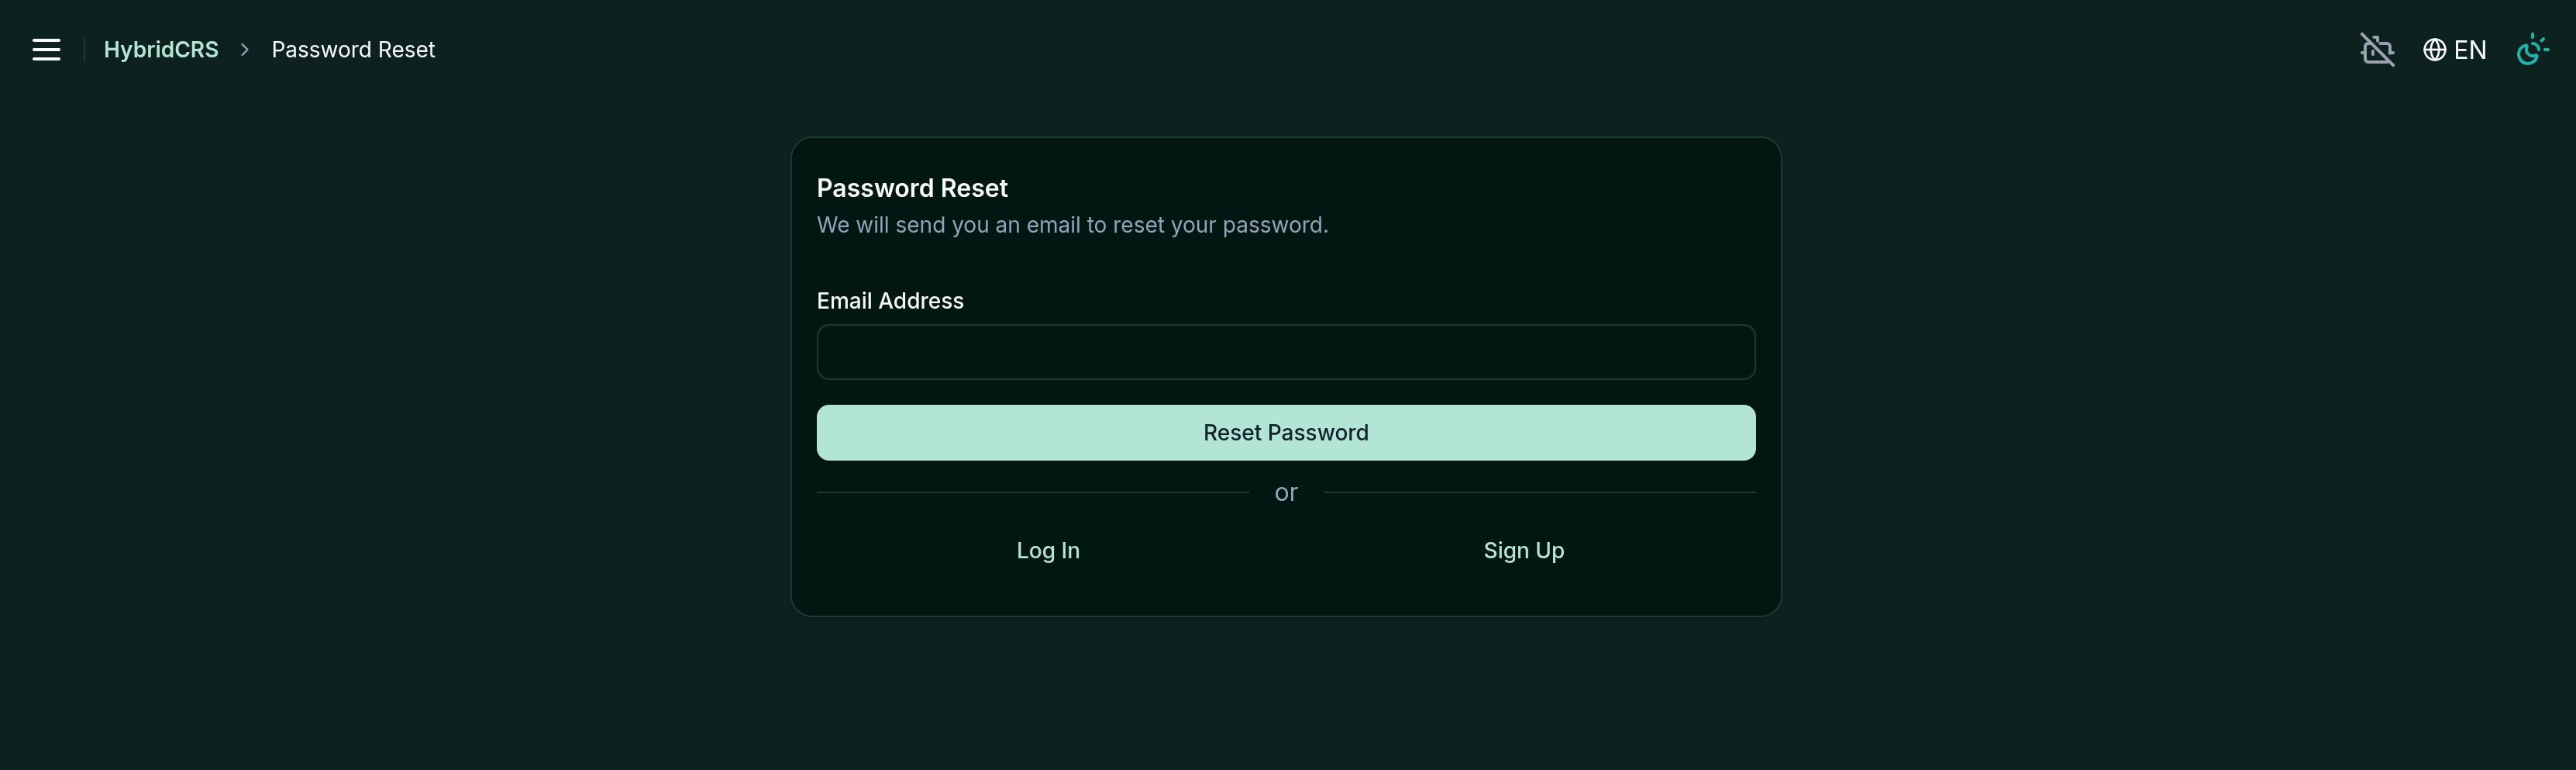 HybridCRS > Password Reset
EN
Password Reset
We will send you an email to reset your password.
Email Address
Reset Password
or
Log In
Sign Up